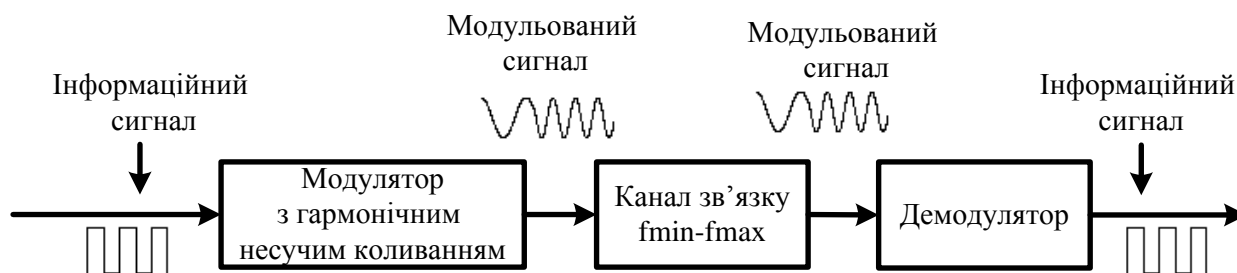 Інформаційний
сигнал
Модульований
сигнал
Модульований
сигнал
Інформаційний
сигнал
Модулятор
з гармонічним
несучим коливанням
Канал зв’язку
fmin-fmax
Демодулятор